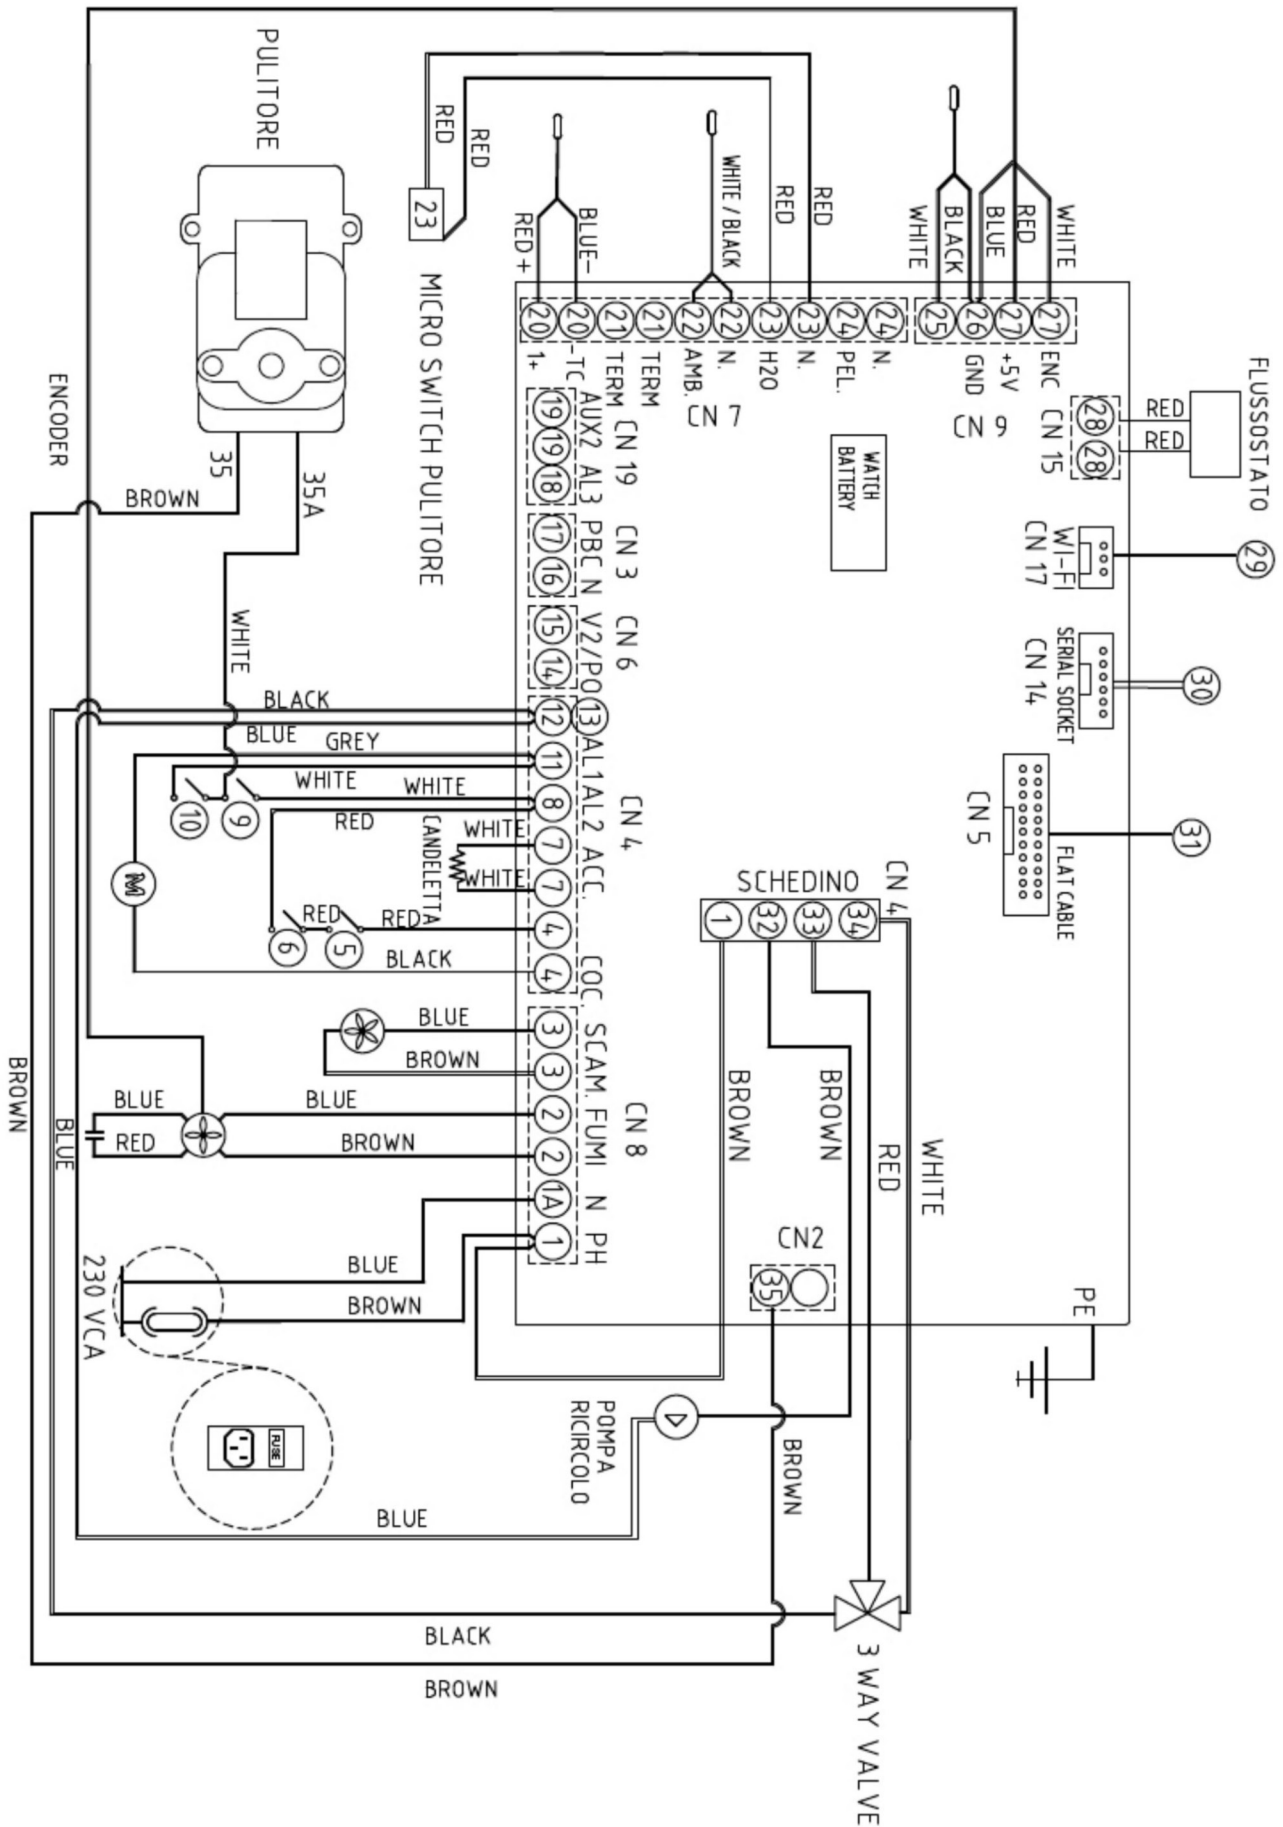 PULITORE
35
35A
BROWN
WHITE
ENCODER
RED
RED
23
MICRO SWITCH PULITORE
RED +
BLUE-
WHITE / BLACK
RED
RED
WHITE
BLACK
BLUE
RED
WHITE
20
20
21
21
22
22
23
23
24
24
1+
-TC
TERM
TERM
AMB.
N.
H20
N.
PEL.
N.
CN 7
25
26
27
27
GND
+5V
ENC
CN 9
WATCH
BATTERY
28
28
CN 15
RED
RED
FLUSSOSTATO
29
WI-FI
CN 17
30
SERIAL SOCKET
CN 14
31
FLAT CABLE
CN 5
19
19
18
AUX2 AL3
CN 19
17
16
PBC N
CN 3
15
14
V2/PO
CN 6
12
13
11
8
7
7
4
4
AL1
AL 2
ACC.
COC.
CN 4
BLACK
BLUE
GREY
WHITE
WHITE
RED
10
9
WHITE
WHITE
CANDELETTA
M
RED
RED
6
5
BLACK
SCHEDINO
CN 4
1
32
33
34
3
3
2
2
1A
1
SCAM.
FUMI
N
PH
CN 8
BLUE
BROWN
BLUE
BROWN
BLUE
RED
BLUE
BROWN
BROWN
BLUE
230 VCA
FUSE
BROWN
BROWN
RED
WHITE
CN2
35
PE
POMPA
RICIRCOLO
BROWN
BLUE
BLACK
BROWN
3 WAY VALVE